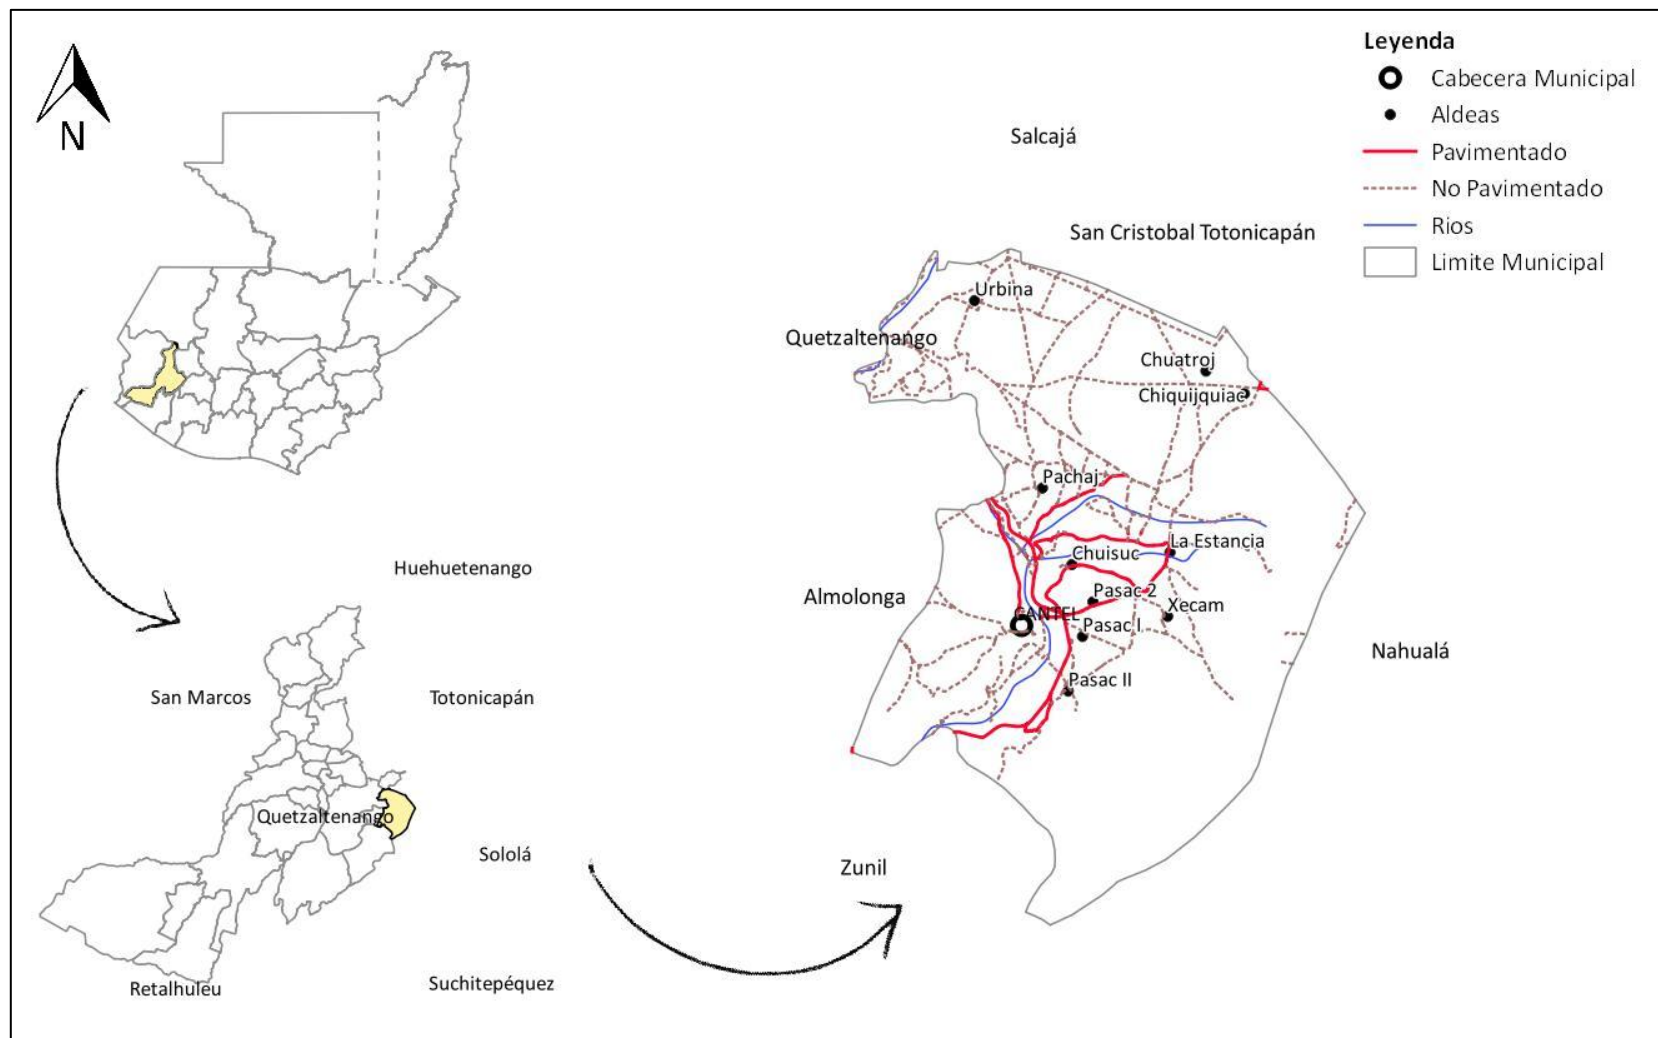 N
Leyenda
Cabecera Municipal
Aldeas
Pavimentado
No Pavimentado
Rios
Limite Municipal
Salcajá
San Cristobal Totonicapán
Urbina
Quetzaltenango
Chuatroj
Chiquijquiac
Pachaj
La Estancia
Chuisuc
Almolonga
Pasac 2
Xecam
CANTEL
Pasac I
Nahualá
Pasac II
Zunil
Huehuetenango
San Marcos
Totonicapán
Quetzaltenango
Sololá
Retalhuleu
Suchitepéquez